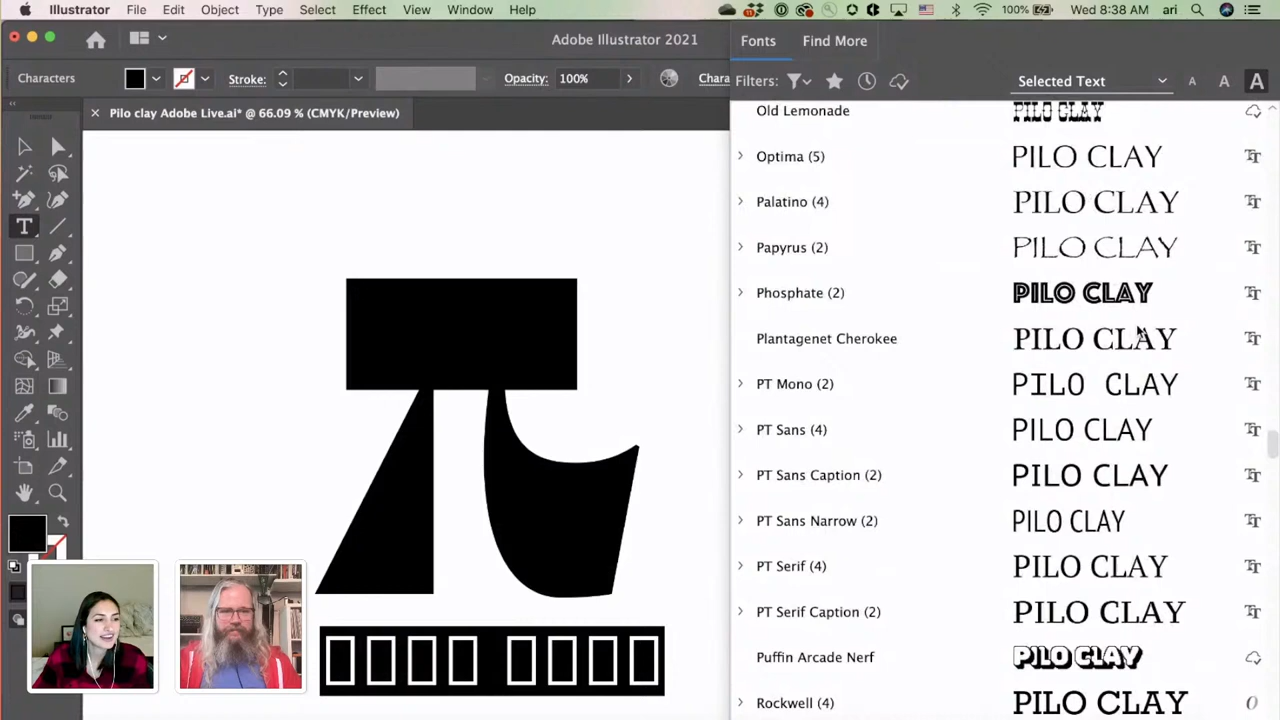 Illustrator File Edit Object Type Select Effect View Window Help 100% Wed 8:38 AM ari
Adobe Illustrator 2021
Characters Stroke: Opacity: 100% Chara
Pilo clay Adobe Live.ai* @ 66.09 % (CMYK/Preview)
Fonts Find More
Filters: Selected Text A A A
Old Lemonade PILO CLAY
Optima (5) PILO CLAY
Palatino (4) PILO CLAY
Papyrus (2) PILO CLAY
Phosphate (2) PILO CLAY
Plantagenet Cherokee PILO CLAY
PT Mono (2) PILO CLAY
PT Sans (4) PILO CLAY
PT Sans Caption (2) PILO CLAY
PT Sans Narrow (2) PILO CLAY
PT Serif (4) PILO CLAY
PT Serif Caption (2) PILO CLAY
Puffin Arcade Nerf PILO CLAY
Rockwell (4) PILO CLAY